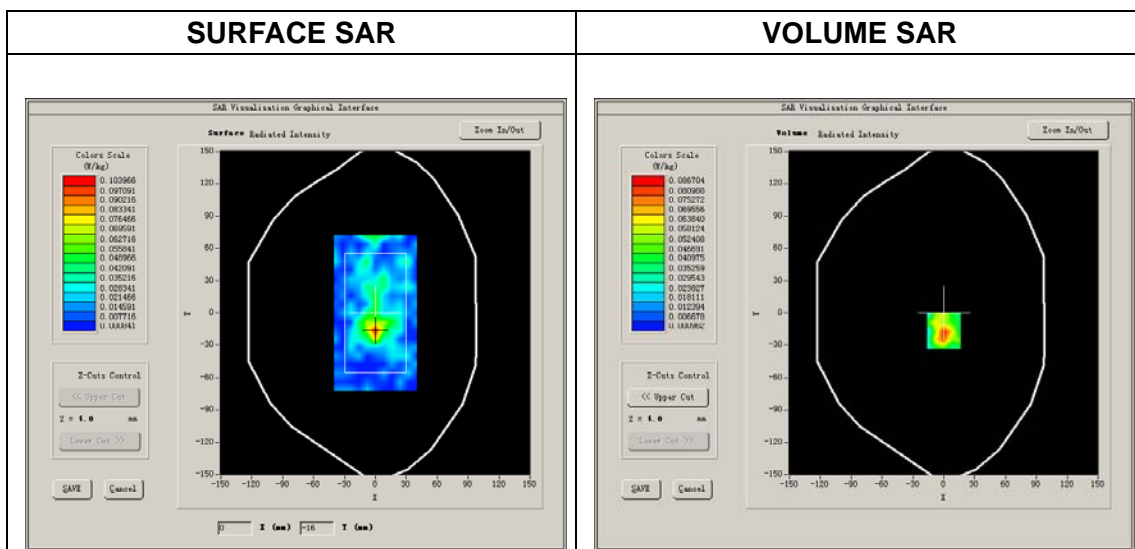 SURFACE SAR
VOLUME SAR
SAR Visualisation Graphical Interface
Surface Radiated Intensity
Zoom In/Out
Colors Scale
(W/kg)
0.103966
0.097091
0.090216
0.083341
0.076466
0.069591
0.062716
0.055841
0.048966
0.042091
0.035216
0.028341
0.021466
0.014591
0.007716
0.000841
150
120
90
60
30
0
-30
-60
-90
-120
-150
Y
-150 -120 -90 -60 -30 0 30 60 90 120 150
X
Z-Cuts Control
<< Upper Cut
Z = 4.0 mm
Lower Cut >>
SAVE Cancel
0 X (mm) -16 Y (mm)
SAR Visualisation Graphical Interface
Volume Radiated Intensity
Zoom In/Out
Colors Scale
(W/kg)
0.086704
0.080988
0.075272
0.069556
0.063840
0.058124
0.052408
0.046691
0.040975
0.035259
0.029543
0.023827
0.018111
0.012394
0.006678
0.000962
150
120
90
60
30
0
-30
-60
-90
-120
-150
Y
-150 -120 -90 -60 -30 0 30 60 90 120 150
X
Z-Cuts Control
<< Upper Cut
Z = 4.0 mm
Lower Cut >>
SAVE Cancel